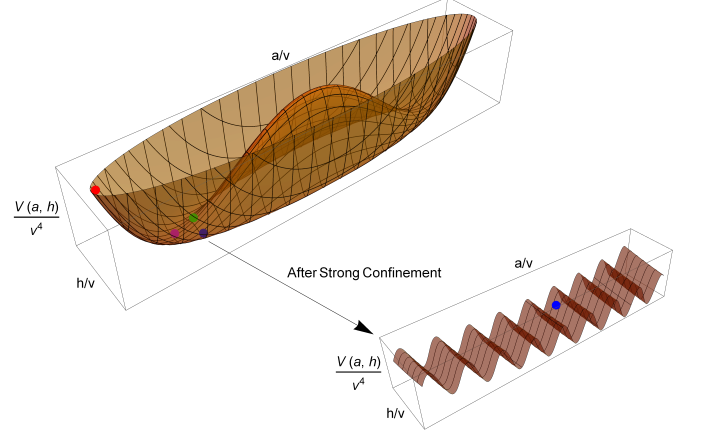 a/v
V (a, h)
v4
h/v
After Strong Confinement
a/v
V (a, h)
v4
h/v